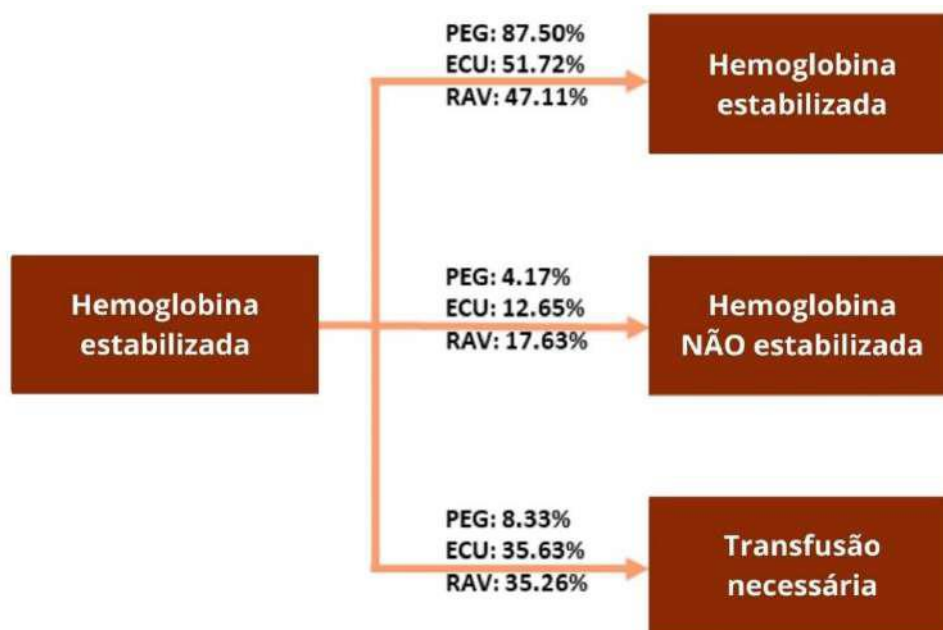 PEG: 87.50%
ECU: 51.72%
RAV: 47.11%
Hemoglobina
estabilizada
Hemoglobina
estabilizada
PEG: 4.17%
ECU: 12.65%
RAV: 17.63%
Hemoglobina
NÃO estabilizada
PEG: 8.33%
ECU: 35.63%
RAV: 35.26%
Transfusão
necessária